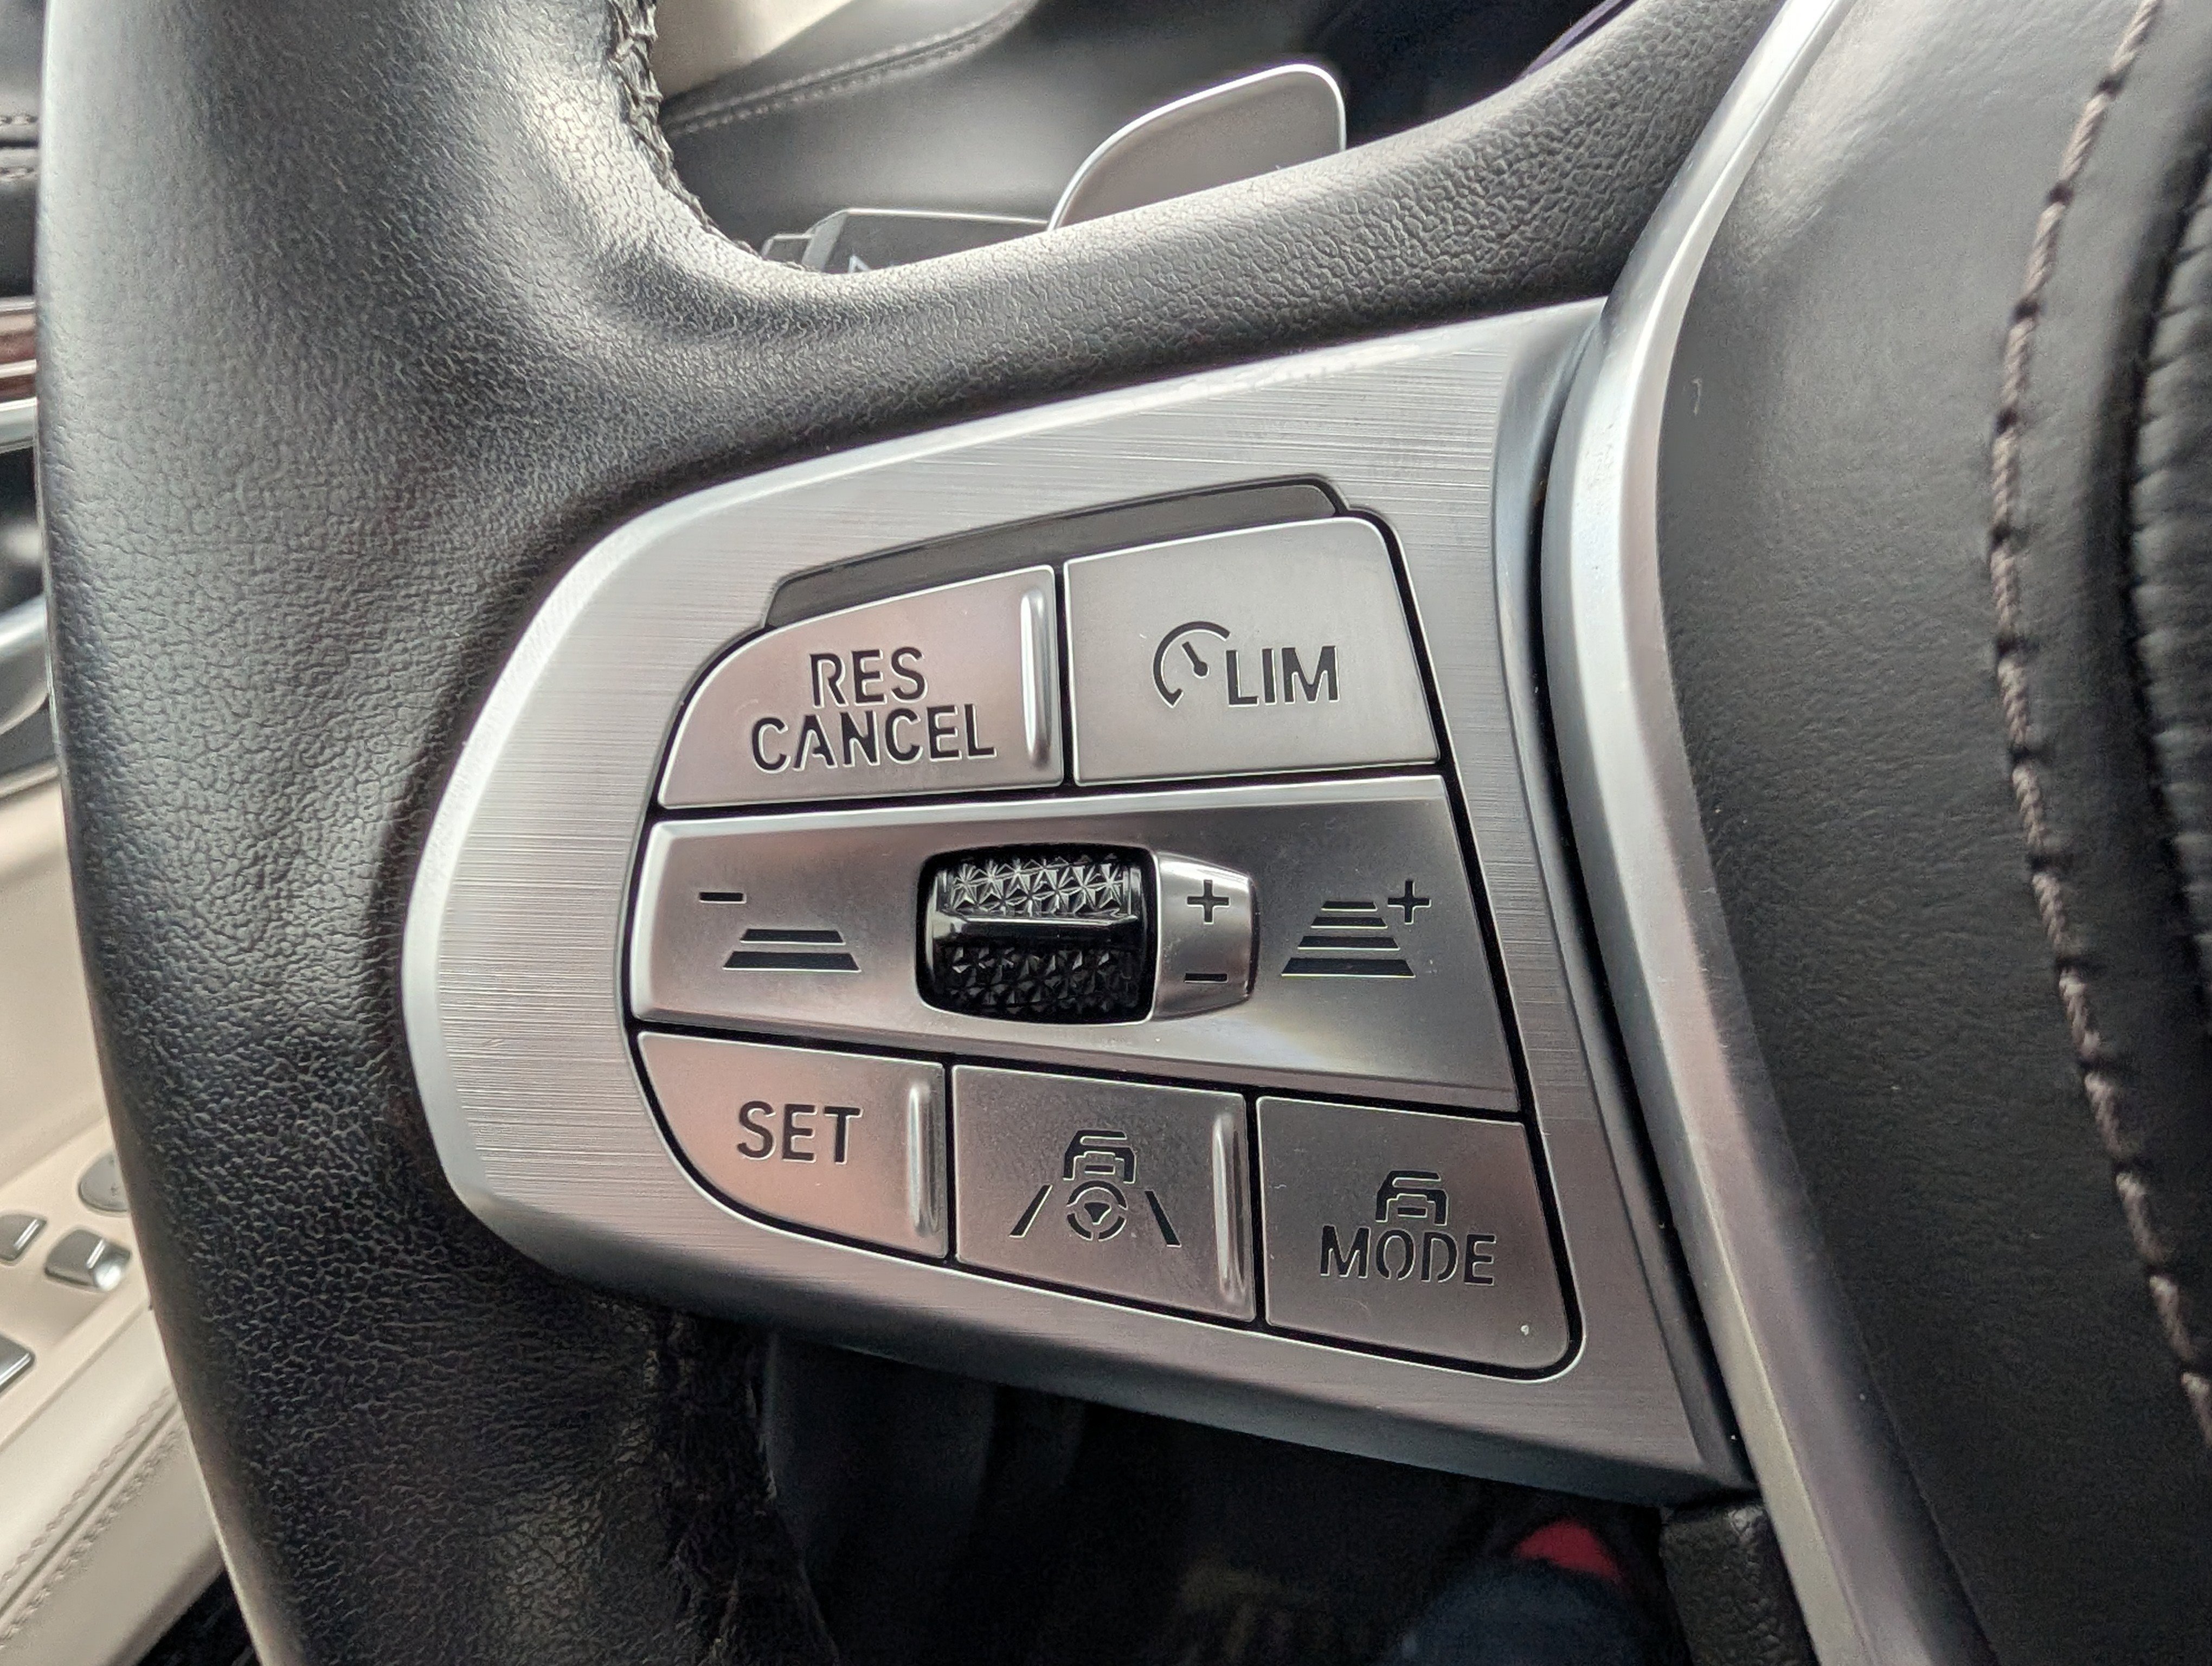 RES
CANCEL
LIM
- + +
-
SET
MODE